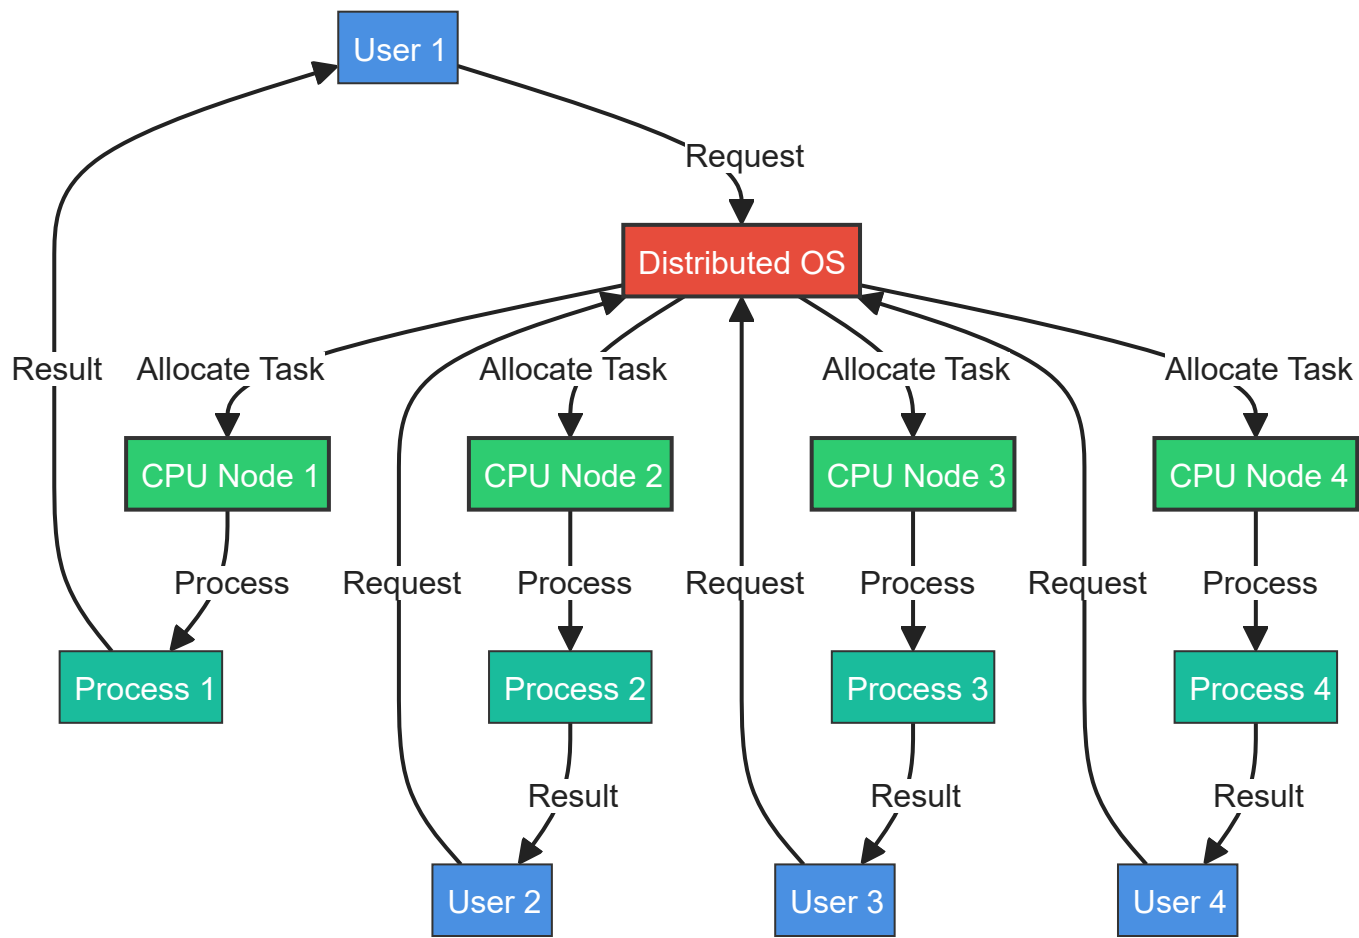 User 1
Request
Distributed OS
Result
Allocate Task
Allocate Task
Allocate Task
Allocate Task
CPU Node 1
CPU Node 2
CPU Node 3
CPU Node 4
Process
Request
Process
Request
Process
Request
Process
Process 1
Process 2
Process 3
Process 4
Result
Result
Result
User 2
User 3
User 4